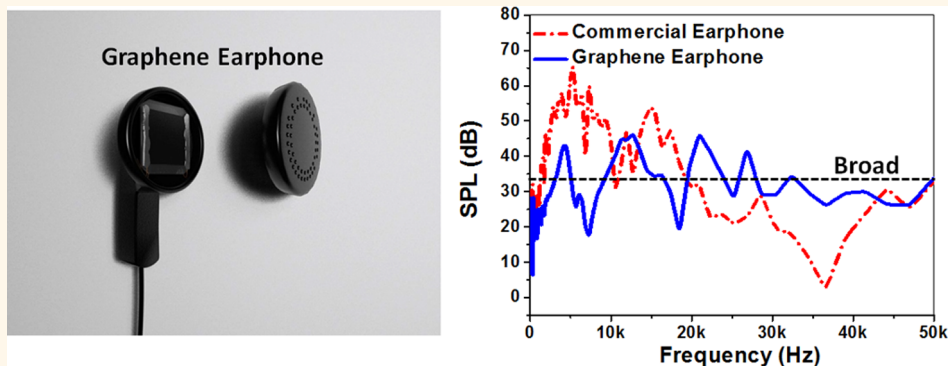 Graphene Earphone
SPL (dB)
80
70
60
50
40
30
20
10
0
Commercial Earphone
Graphene Earphone
Broad
0
10k
20k
30k
40k
50k
Frequency (Hz)